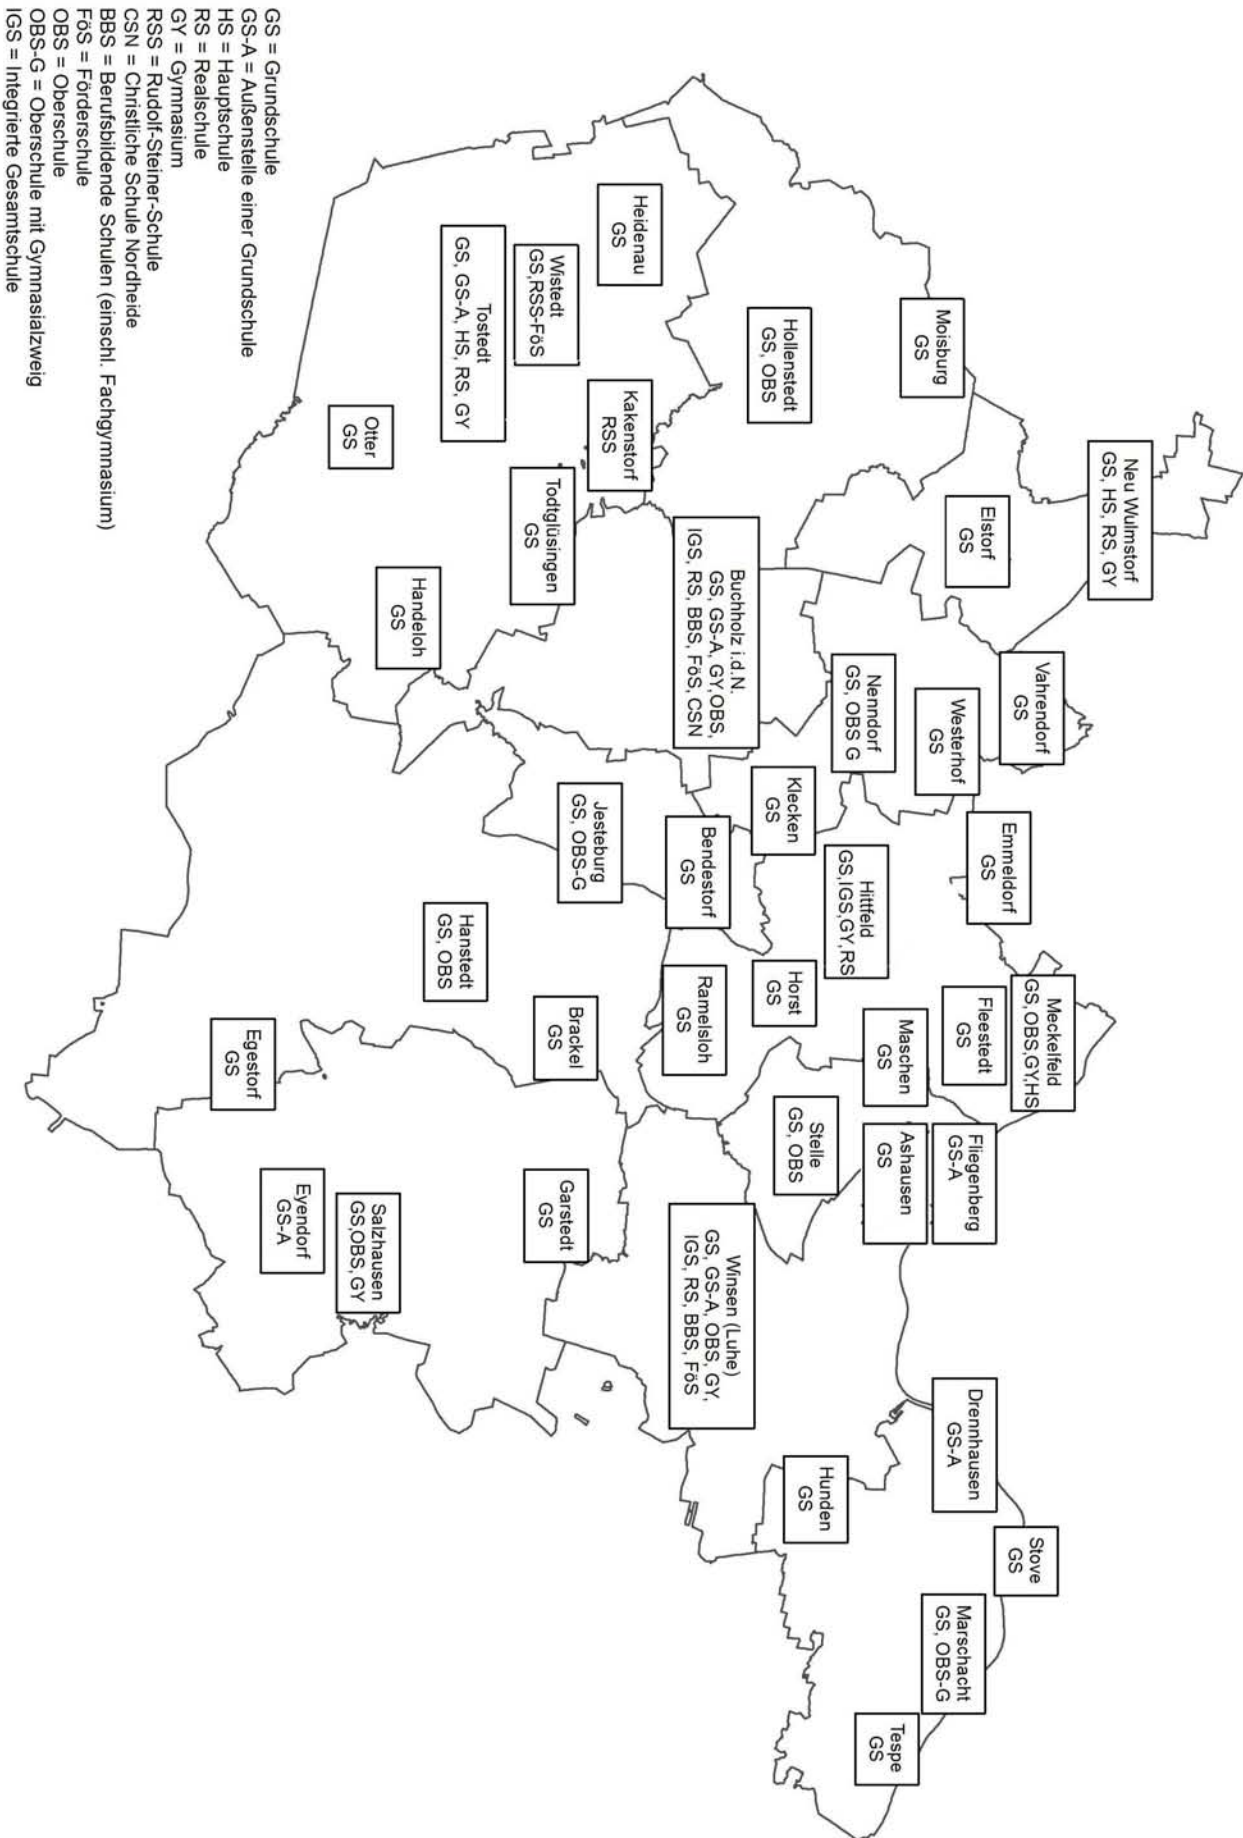 Neu Wulmstorf
GS, HS, RS, GY
Vahrendorf
GS
Emmeldorf
GS
Meckelfeld
GS, OBS,GY,HS
Stove
GS
Moisburg
GS
Elstorf
GS
Westerhof
GS
Fleestedt
GS
Fliegenberg
GS-A
Drennhausen
GS-A
Marschacht
GS, OBS-G
Nenndorf
GS, OBS G
Hittfeld
GS,IGS,GY,RS
Maschen
GS
Ashausen
GS
Tespe
GS
Hollenstedt
GS, OBS
Klecken
GS
Horst
GS
Stelle
GS, OBS
Hunden
GS
Buchholz i.d.N.
GS, GS-A, GY,OBS,
IGS, RS, BBS, FöS, CSN
Bendestorf
GS
Ramelsloh
GS
Winsen (Luhe)
GS, GS-A, OBS, GY,
IGS, RS, BBS, FöS
Heidenau
GS
Kakenstorf
RSS
Jesteburg
GS, OBS-G
Brackel
GS
Garstedt
GS
Wistedt
GS,RSS-FöS
Todtglüsingen
GS
Tostedt
GS, GS-A, HS, RS, GY
Hanstedt
GS, OBS
Handeloh
GS
Otter
GS
Salzhausen
GS,OBS,GY
Eyendorf
GS-A
Egestorf
GS
GS = Grundschule
GS-A = Außenstelle einer Grundschule
HS = Hauptschule
RS = Realschule
GY = Gymnasium
RSS = Rudolf-Steiner-Schule
CSN = Christliche Schule Nordheide
BBS = Berufsbildende Schulen (einschl. Fachgymnasium)
FöS = Förderschule
OBS = Oberschule
OBS-G = Oberschule mit Gymnasialzweig
IGS = Integrierte Gesamtschule